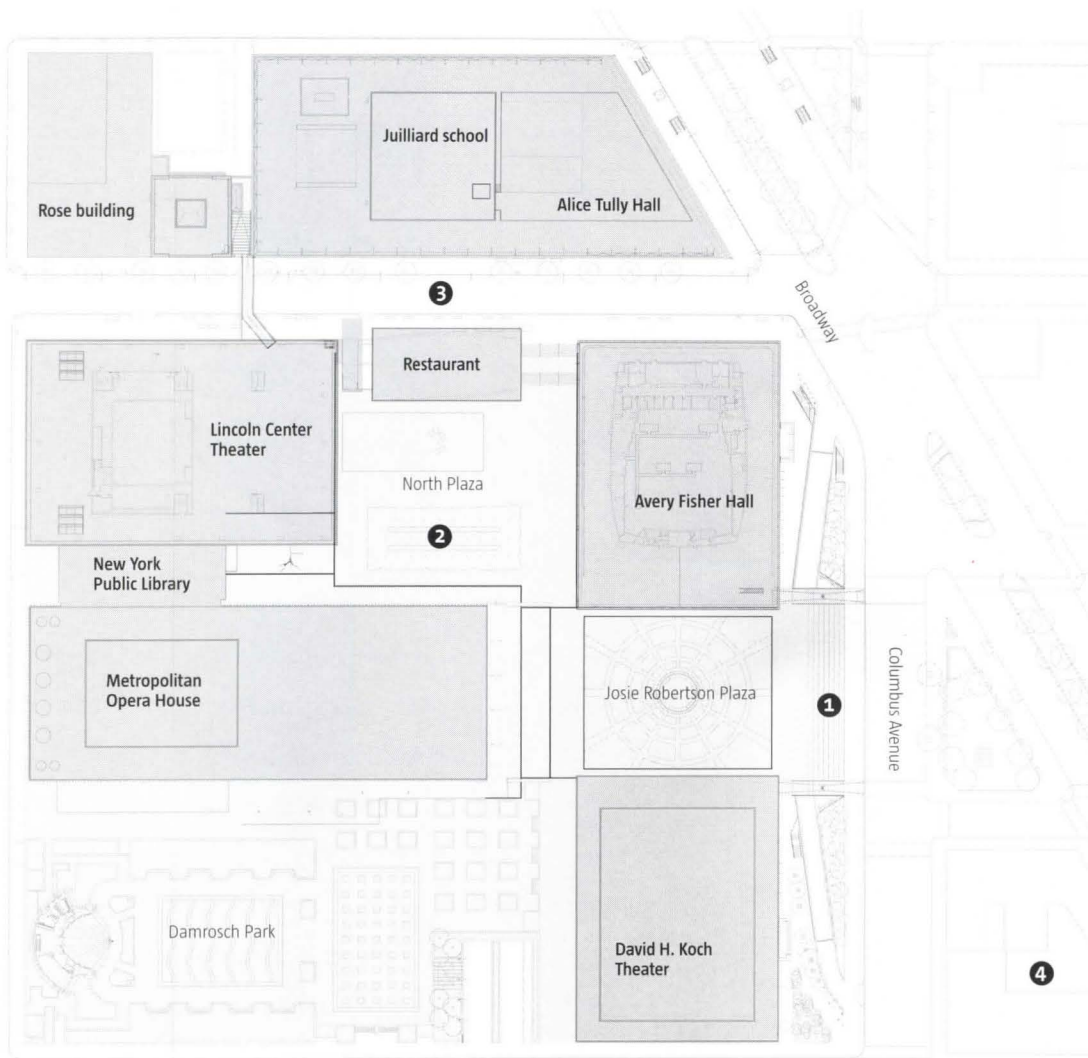 Juilliard school
Rose building
Alice Tully Hall
3
Broadway
Restaurant
Lincoln Center
Theater
North Plaza
2
Avery Fisher Hall
New York
Public Library
Metropolitan
Opera House
Josie Robertson Plaza
1
Columbus Avenue
Damrosch Park
David H. Koch
Theater
4